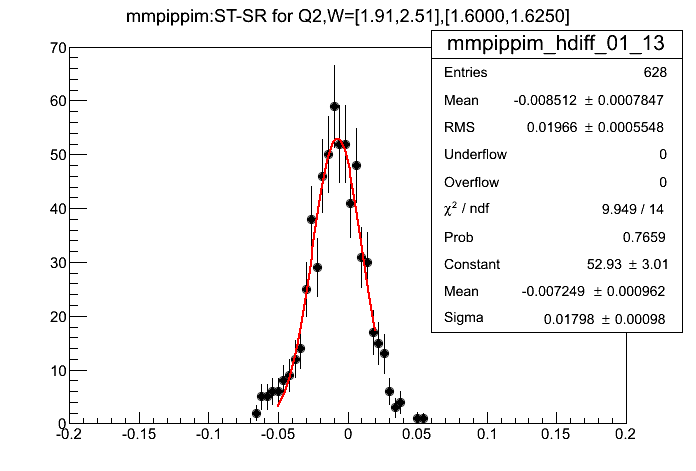 mmpippim:ST-SR for Q2,W=[1.91,2.51],[1.6000,1.6250]
mmpippim_hdiff_01_13
Entries 628
Mean -0.008512 ± 0.0007847
RMS 0.01966 ± 0.0005548
Underflow 0
Overflow 0
χ² / ndf 9.949 / 14
Prob 0.7659
Constant 52.93 ± 3.01
Mean -0.007249 ± 0.000962
Sigma 0.01798 ± 0.00098
70
60
50
40
30
20
10
0
-0.2 -0.15 -0.1 -0.05 0 0.05 0.1 0.15 0.2